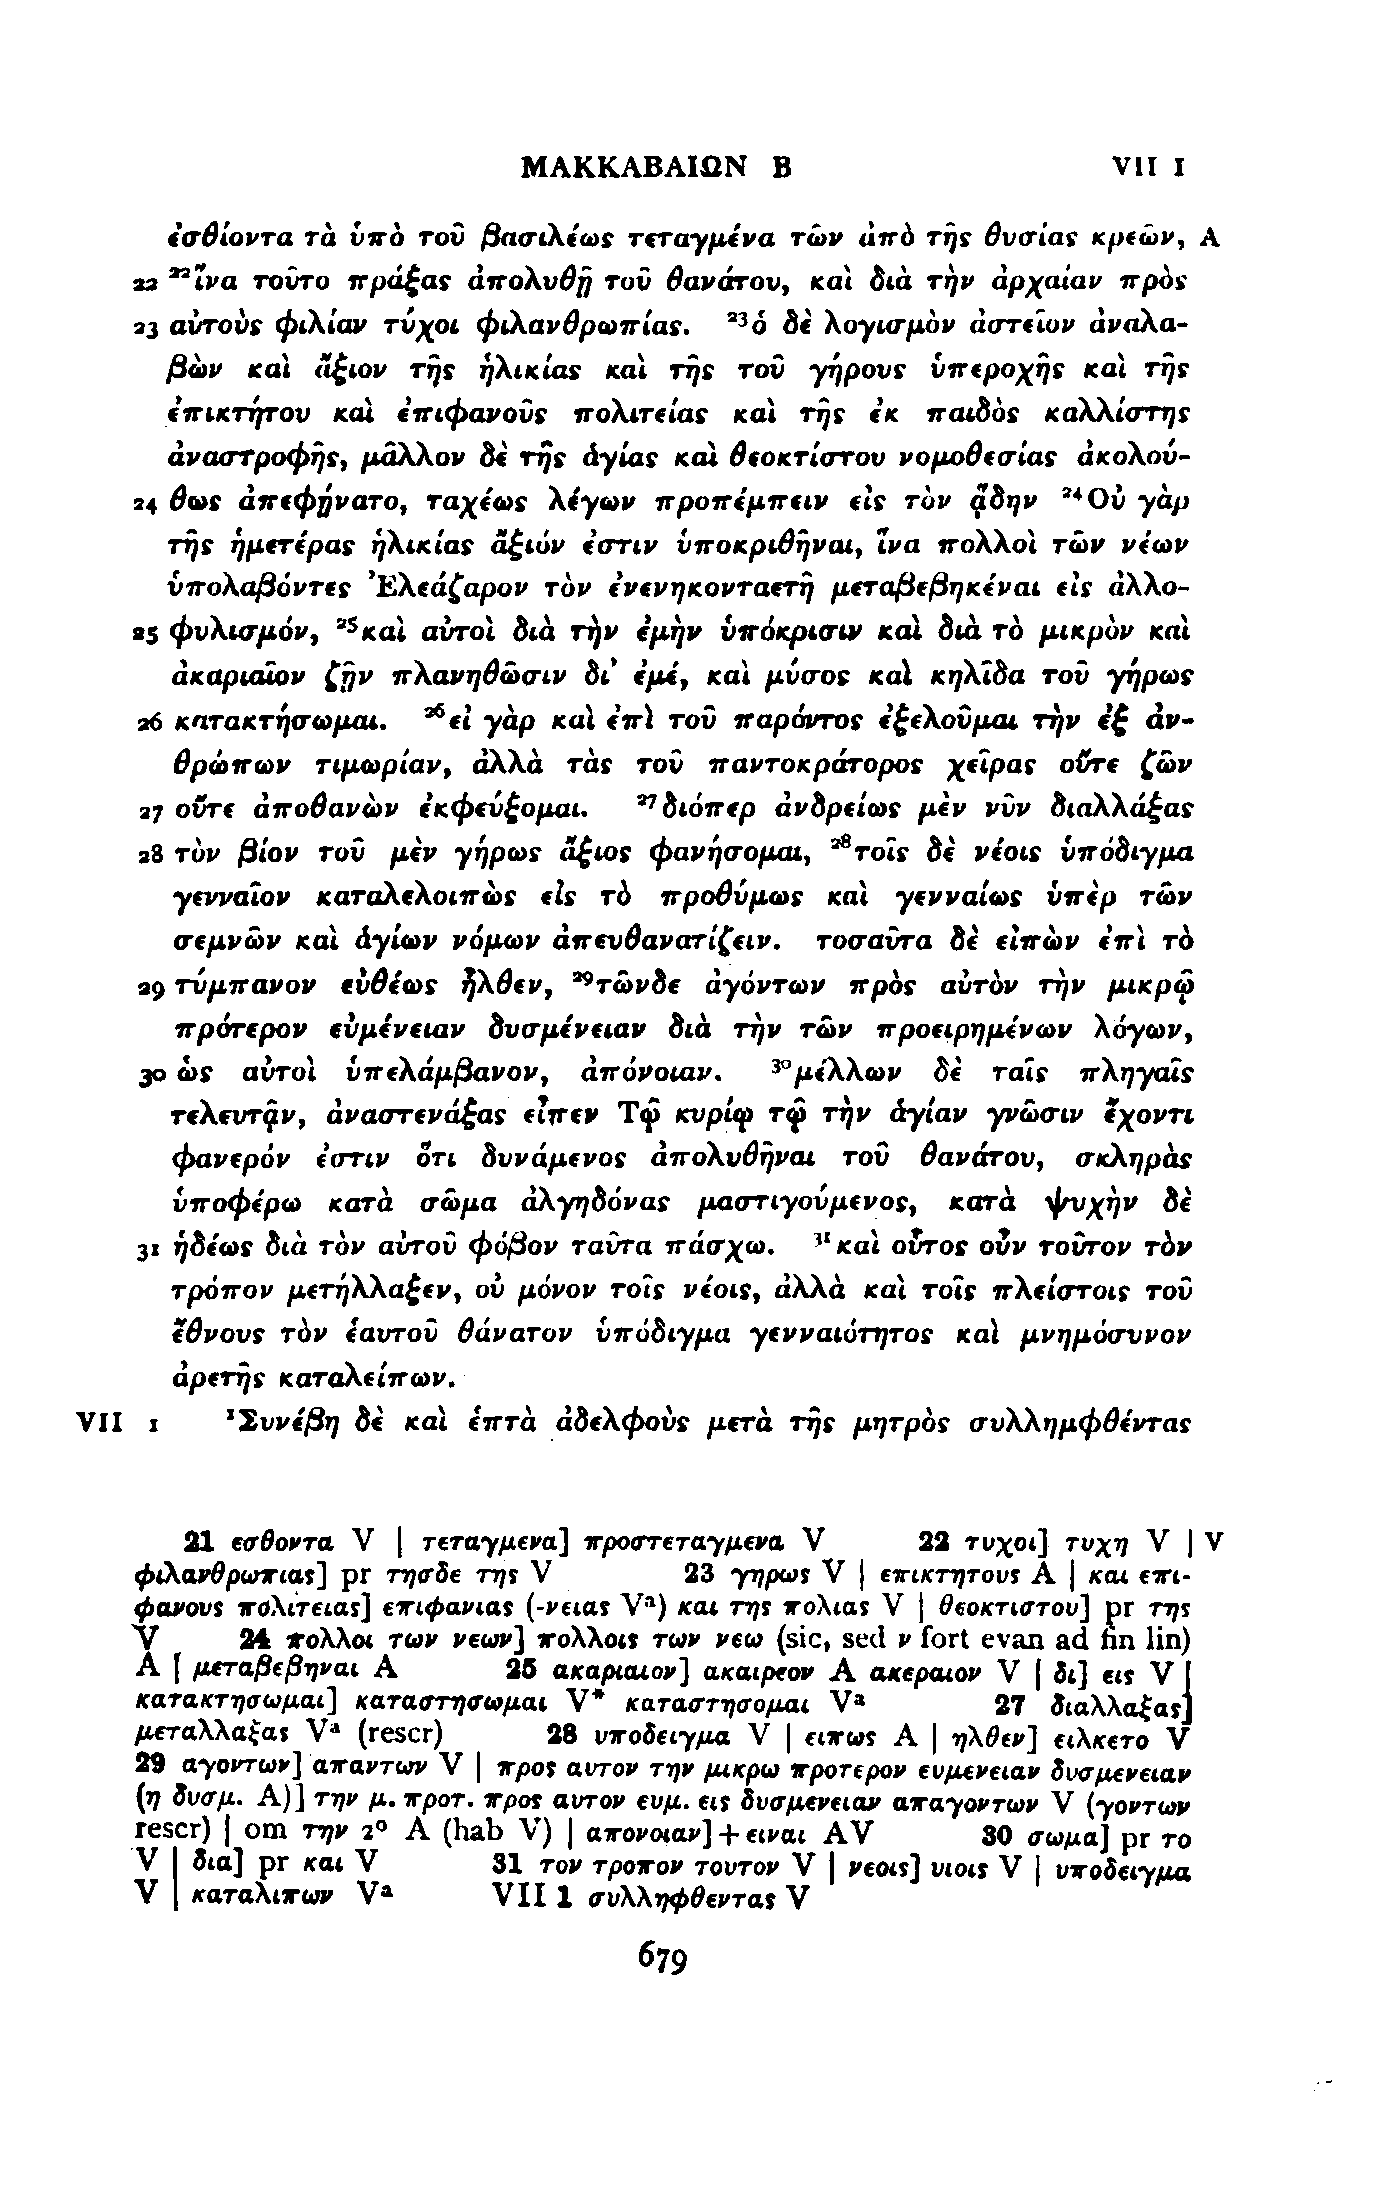 ΜΑΚΚΑΒΑΙΩΝ Β VII 1
ἐσθίοντα τὰ ὑπὸ τοῦ βασιλέως τεταγμένα τῶν ἀπὸ τῆς θυσίας κρεῶν, A
22 ²²ἵνα τοῦτο πράξας ἀπολυθῇ τοῦ θανάτου, καὶ διὰ τὴν ἀρχαίαν πρὸς
23 αὐτοὺς φιλίαν τύχοι φιλανθρωπίας. ²³ὁ δὲ λογισμὸν ἀστεῖον ἀναλα-
βὼν καὶ ἄξιον τῆς ἡλικίας καὶ τῆς τοῦ γήρους ὑπεροχῆς καὶ τῆς
ἐπικτήτου καὶ ἐπιφανοῦς πολιτείας καὶ τῆς ἐκ παιδὸς καλλίστης
ἀναστροφῆς, μᾶλλον δὲ τῆς ἁγίας καὶ θεοκτίστου νομοθεσίας ἀκολού-
24 θως ἀπεφῄνατο, ταχέως λέγων προπέμπειν εἰς τὸν ᾅδην ²⁴Οὐ γὰρ
τῆς ἡμετέρας ἡλικίας ἄξιόν ἐστιν ὑποκριθῆναι, ἵνα πολλοὶ τῶν νέων
ὑπολαβόντες Ἐλεάζαρον τὸν ἐνενηκονταετῆ μεταβεβηκέναι εἰς ἀλλο-
25 φυλισμόν, ²⁵καὶ αὐτοὶ διὰ τὴν ἐμὴν ὑπόκρισιν καὶ διὰ τὸ μικρὸν καὶ
ἀκαριαῖον ζῇν πλανηθῶσιν δι’ ἐμέ, καὶ μύσος καὶ κηλῖδα τοῦ γήρως
26 κατακτήσωμαι. ²⁶εἰ γὰρ καὶ ἐπὶ τοῦ παρόντος ἐξελοῦμαι τὴν ἐξ ἀν-
θρώπων τιμωρίαν, ἀλλὰ τὰς τοῦ παντοκράτορος χεῖρας οὔτε ζῶν
27 οὔτε ἀποθανὼν ἐκφεύξομαι. ²⁷διόπερ ἀνδρείως μὲν νῦν διαλλάξας
28 τὸν βίον τοῦ μὲν γήρως ἄξιος φανήσομαι, ²⁸τοῖς δὲ νέοις ὑπόδιγμα
γενναῖον καταλελοιπὼς εἰς τὸ προθύμως καὶ γενναίως ὑπὲρ τῶν
σεμνῶν καὶ ἁγίων νόμων ἀπευθανατίζειν. τοσαῦτα δὲ εἰπὼν ἐπὶ τὸ
29 τύμπανον εὐθέως ἦλθεν, ²⁹τῶνδε ἀγόντων πρὸς αὐτὸν τὴν μικρῷ
πρότερον εὐμένειαν δυσμένειαν διὰ τὴν τῶν προειρημένων λόγων,
30 ὡς αὐτοὶ ὑπελάμβανον, ἀπόνοιαν. ³⁰μέλλων δὲ ταῖς πληγαῖς
τελευτᾷν, ἀναστενάξας εἶπεν Τῷ κυρίῳ τῷ τὴν ἁγίαν γνῶσιν ἔχοντι
φανερόν ἐστιν ὅτι δυνάμενος ἀπολυθῆναι τοῦ θανάτου, σκληρὰς
ὑποφέρω κατὰ σῶμα ἀλγηδόνας μαστιγούμενος, κατὰ ψυχὴν δὲ
31 ἡδέως διὰ τὸν αὐτοῦ φόβον ταῦτα πάσχω. ³¹καὶ οὗτος οὖν τοῦτον τὸν
τρόπον μετήλλαξεν, οὐ μόνον τοῖς νέοις, ἀλλὰ καὶ τοῖς πλείστοις τοῦ
ἔθνους τὸν ἑαυτοῦ θάνατον ὑπόδιγμα γενναιότητος καὶ μνημόσυνον
ἀρετῆς καταλείπων.
VII 1 ¹Συνέβη δὲ καὶ ἑπτὰ ἀδελφοὺς μετὰ τῆς μητρὸς συλλημφθέντας
21 εσθοντα V | τεταγμενα] προστεταγμενα V 22 τυχοι] τυχη V | V
φιλανθρωπιας] pr τησδε της V 23 γηρως V | επικτητους A | και επι-
φανους πολιτειας] επιφανιας (-νειας Vᵃ) και της πολιας V | θεοκτιστου] pr της
V 24 πολλοι των νεων] πολλοις των νεω (sic, sed ν fort evan ad fin lin)
A | μεταβεβηναι A 25 ακαριαιον] ακαιρεον A ακεραιον V | δι] εις V |
κατακτησωμαι] καταστησωμαι V* καταστησομαι Vᵃ 27 διαλλαξας]
μεταλλαξας Vᵃ (rescr) 28 υποδειγμα V | ειπως A | ηλθεν] ειλκετο V
29 αγοντων] απαντων V | προς αυτον την μικρω προτερον ευμενειαν δυσμενειαν
(η δυσμ. A)] την μ. προτ. προς αυτον ευμ. εις δυσμενειαν απαγοντων V (γοντων
rescr) | om την 2° A (hab V) | απονοιαν]+ειναι AV 30 σωμα] pr το
V | δια] pr και V 31 τον τροπον τουτον V | νεοις] υιοις V | υποδειγμα
V | καταλιπων Vᵃ VII 1 συλληφθεντας V
679